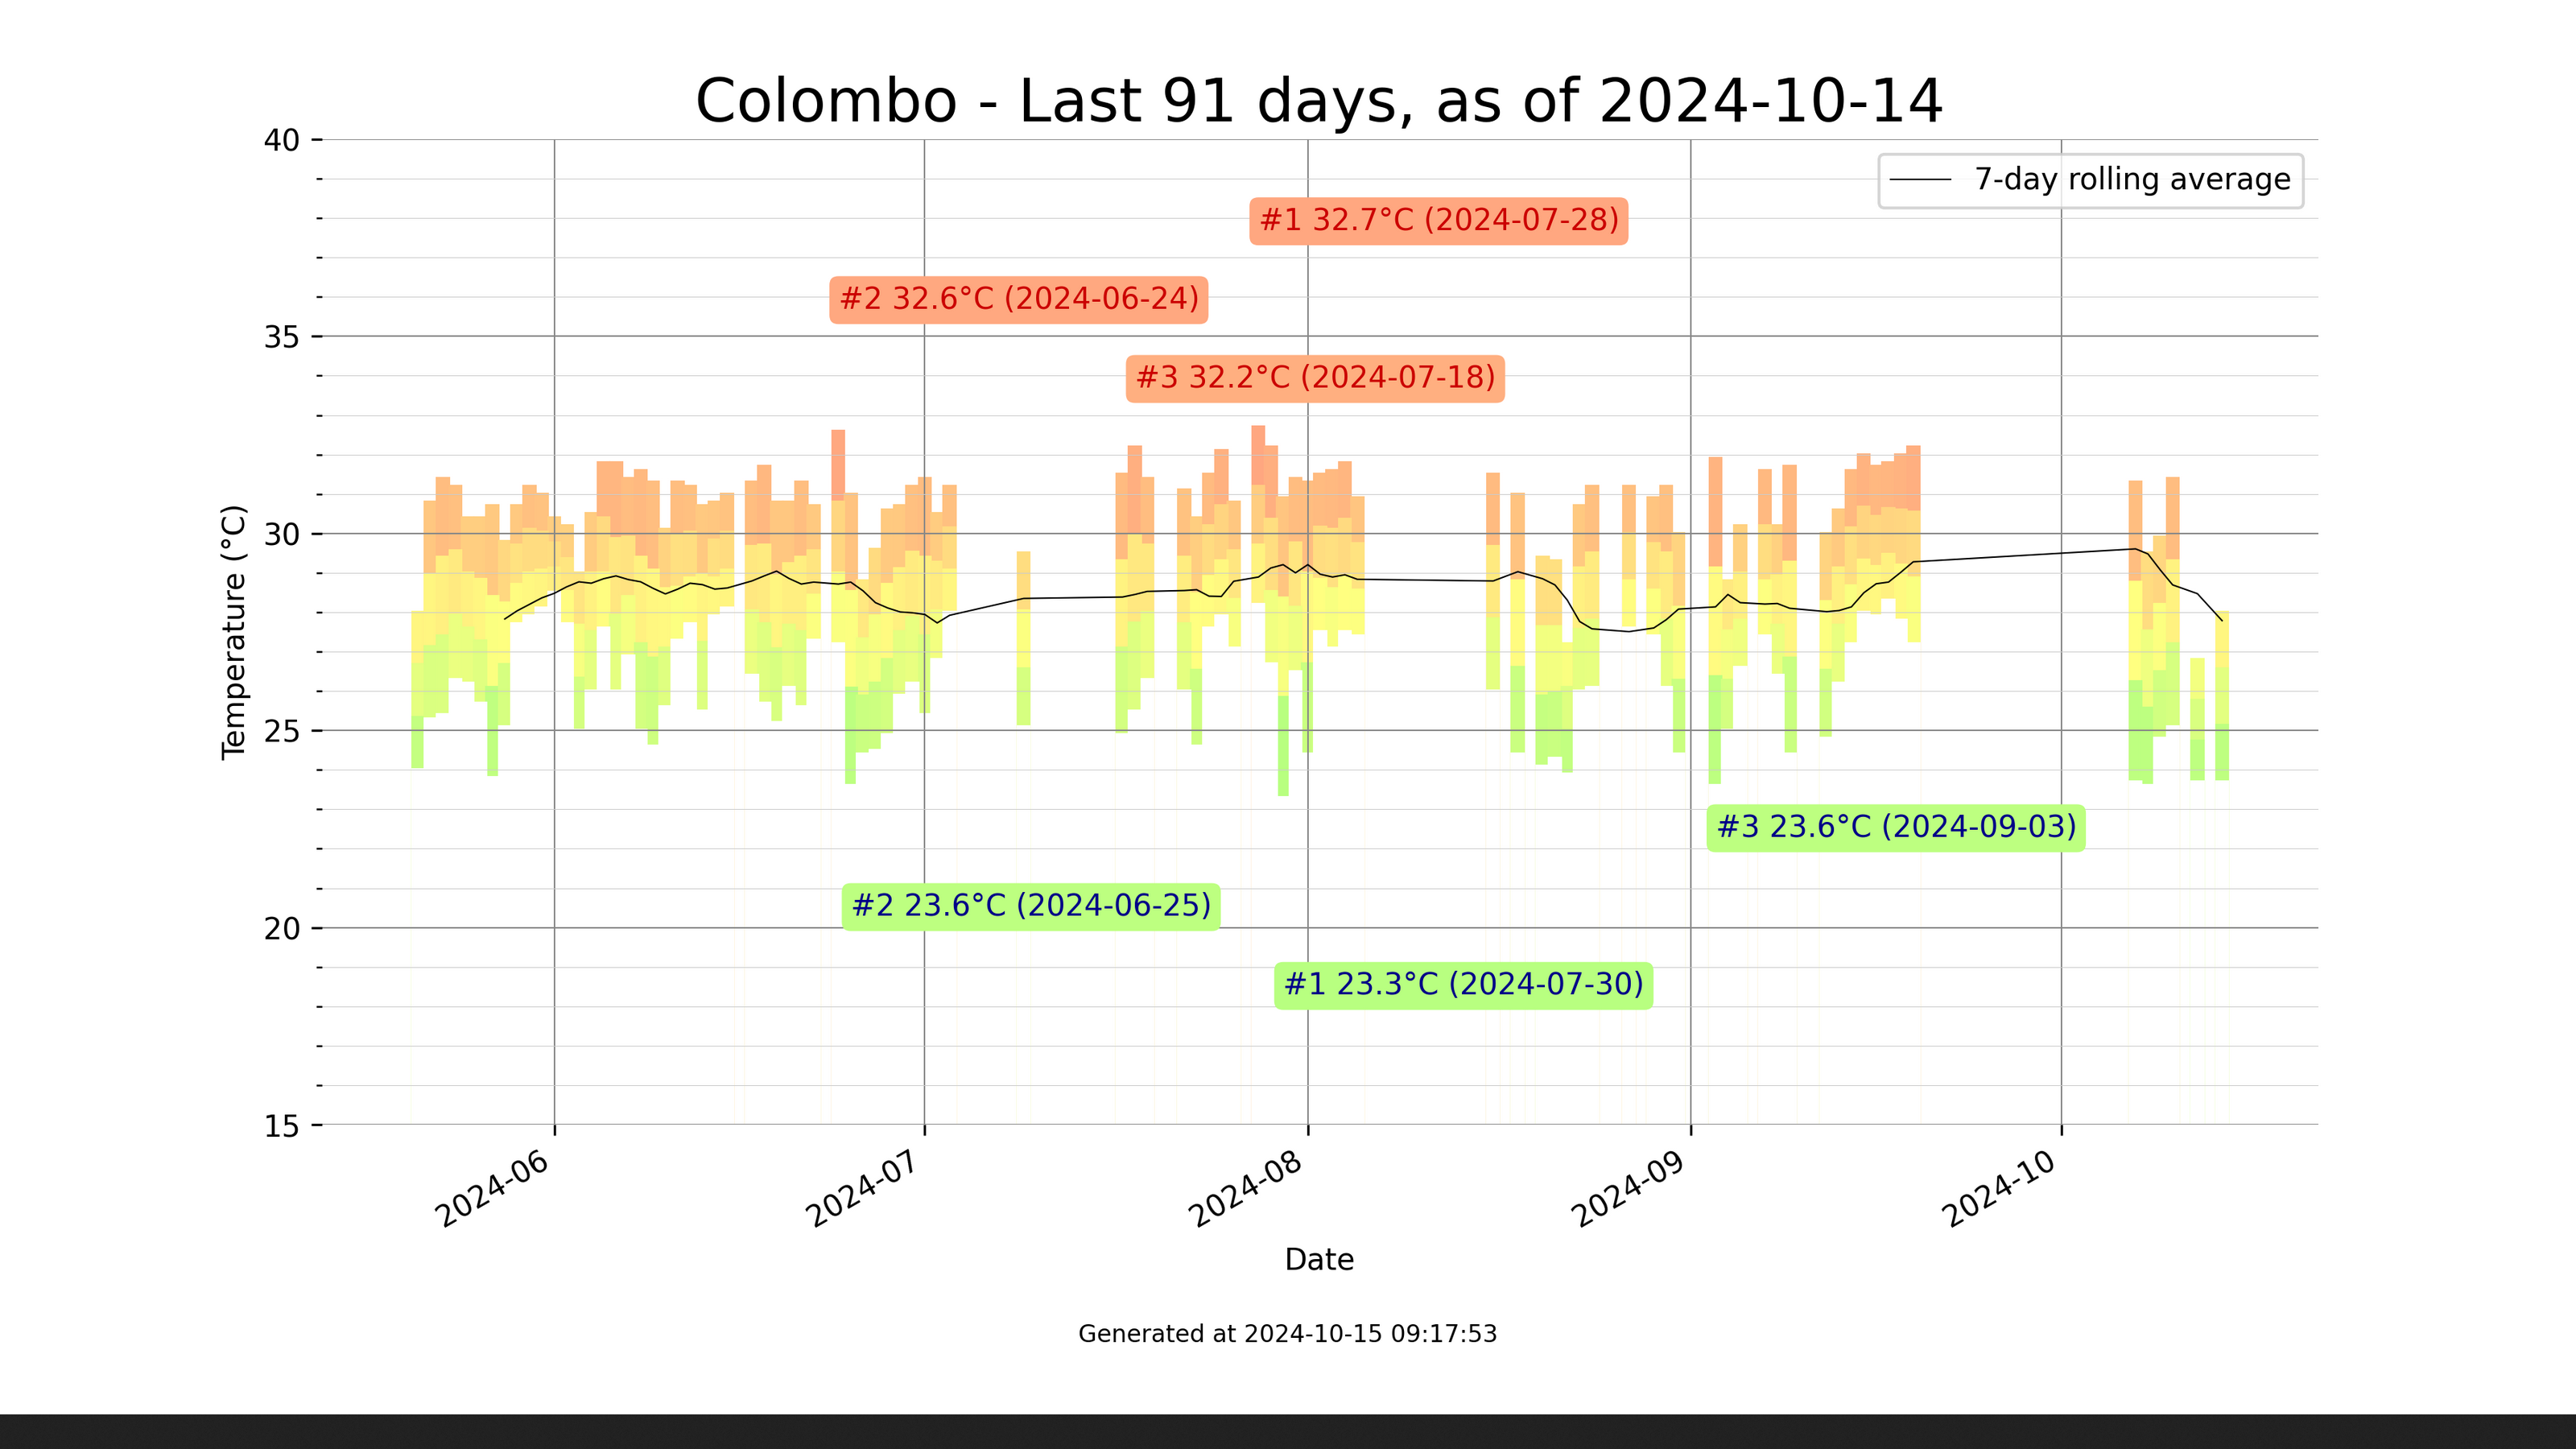 Colombo - Last 91 days, as of 2024-10-14
40
7-day rolling average
#1 32.7°C (2024-07-28)
#2 32.6°C (2024-06-24)
35
#3 32.2°C (2024-07-18)
30
Temperature (°C)
25
#3 23.6°C (2024-09-03)
#2 23.6°C (2024-06-25)
20
#1 23.3°C (2024-07-30)
15
2024-06
2024-07
2024-08
2024-09
2024-10
Date
Generated at 2024-10-15 09:17:53